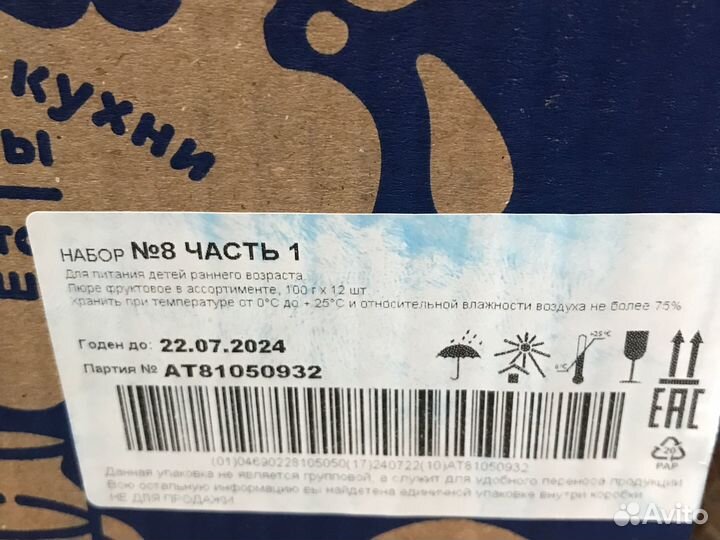 кухни
ы
НАБОР №8 ЧАСТЬ 1
Для питания детей раннего возраста.
Пюре фруктовое в ассортименте, 100 г х 12 шт.
хранить при температуре от 0°С до + 25°С и относительной влажности воздуха не более 75%
Годен до: 22.07.2024
Партия № АТ81050932
+25°С
0°С
EAC
20
PAP
(01)04690228105050(17)240722(10)AT81050932
Данная упаковка не является групповой, а служит для удобного переноса продукции
Всю остальную информацию вы найдете на единичной упаковке внутри коробки
НЕ ДЛЯ ПРОДАЖИ
Avito